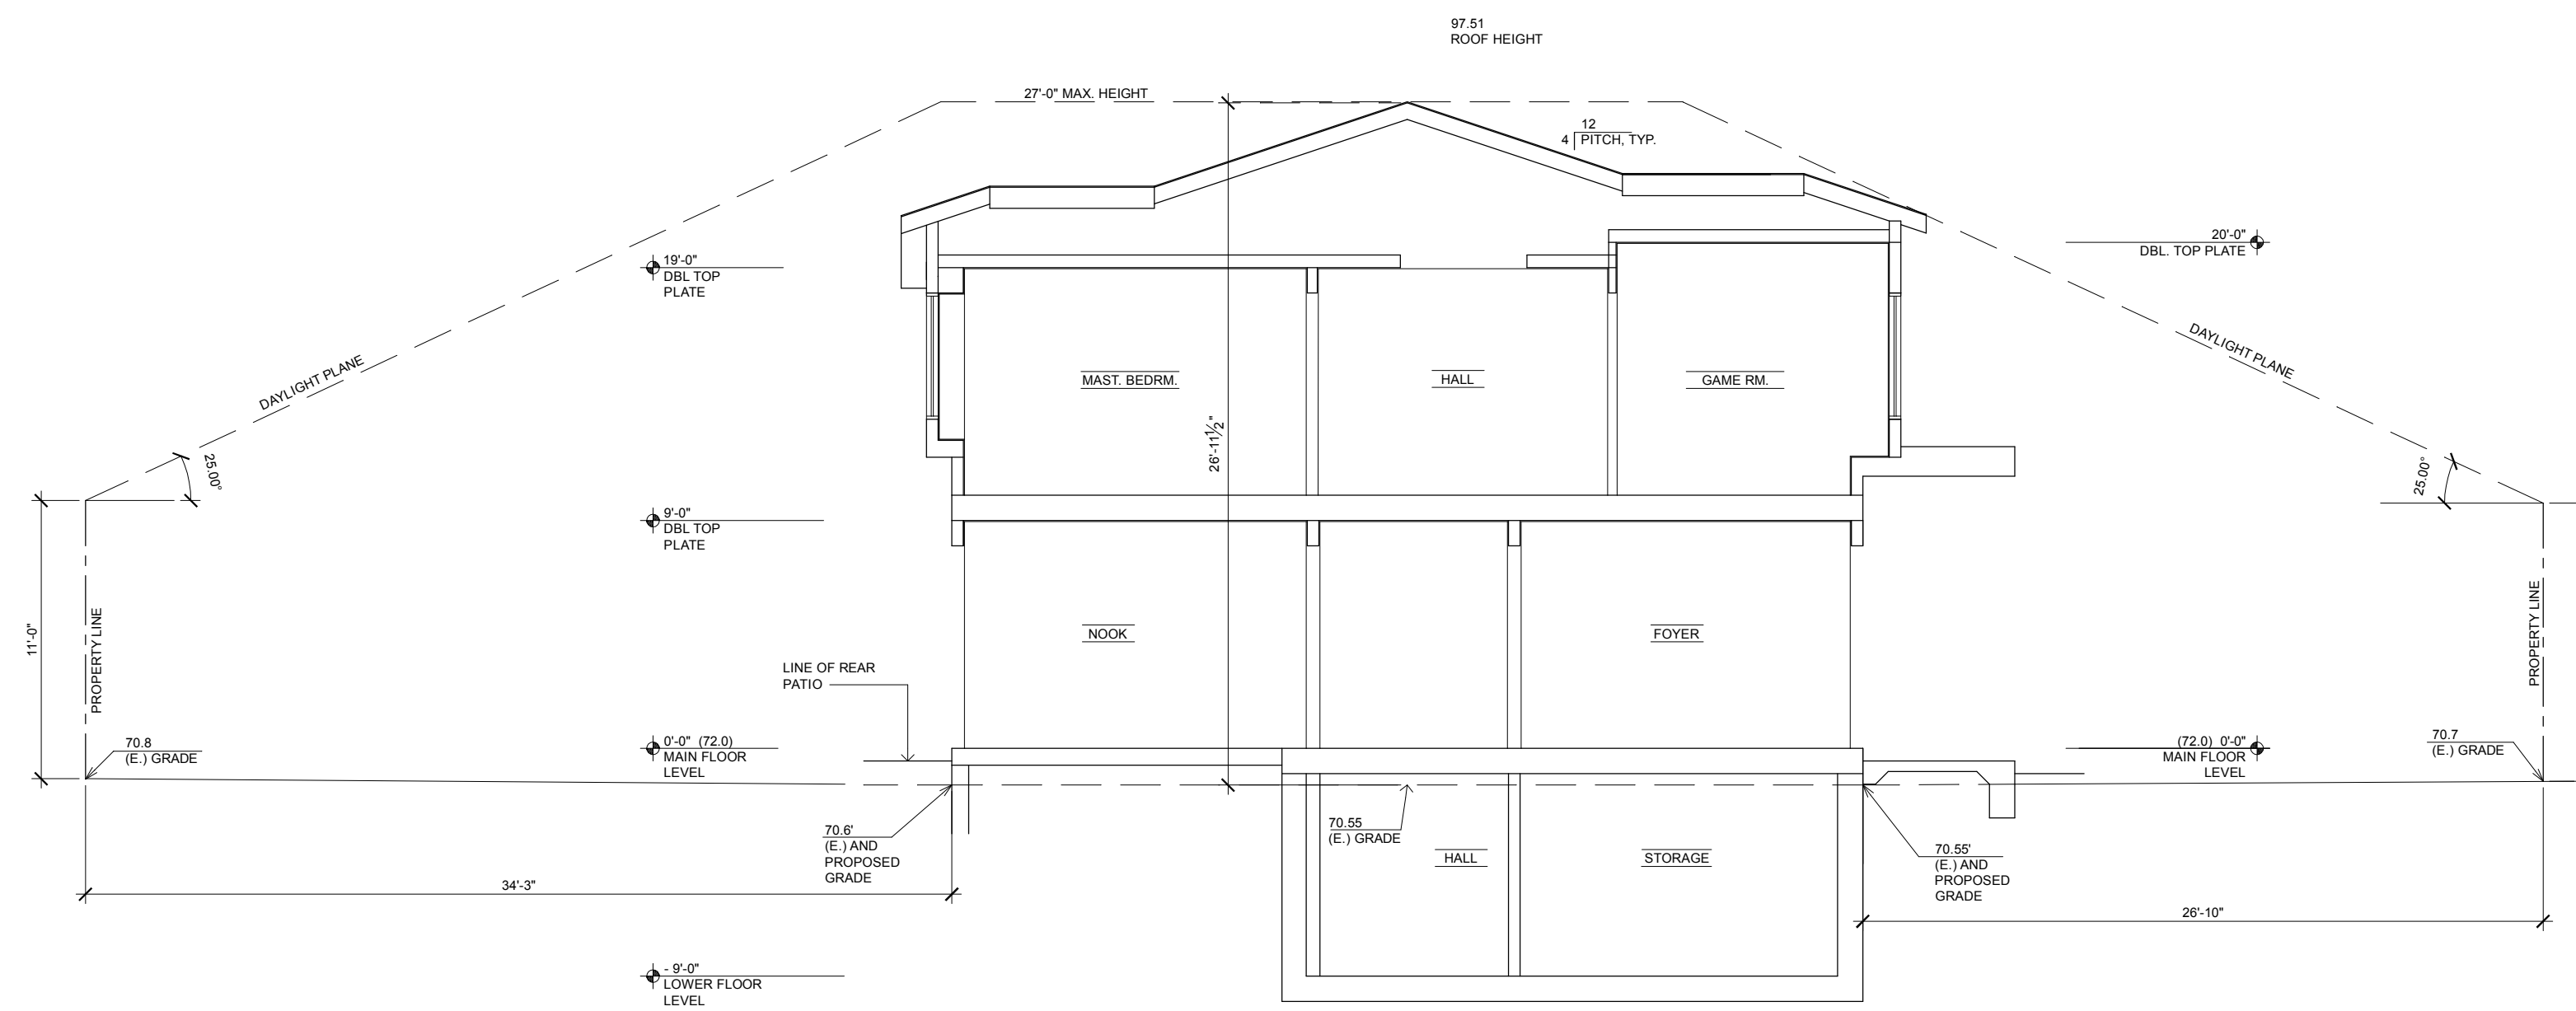 97.51
ROOF HEIGHT
27'-0" MAX. HEIGHT
12
4 PITCH, TYP.
19'-0"
DBL TOP
PLATE
20'-0"
DBL. TOP PLATE
DAYLIGHT PLANE
DAYLIGHT PLANE
MAST. BEDRM.
HALL
GAME RM.
26'-11½"
25.00°
25.00°
9'-0"
DBL TOP
PLATE
11'-0"
PROPERTY LINE
PROPERTY LINE
NOOK
FOYER
LINE OF REAR
PATIO
70.8
(E.) GRADE
0'-0" (72.0)
MAIN FLOOR
LEVEL
(72.0) 0'-0"
MAIN FLOOR
LEVEL
70.7
(E.) GRADE
70.6'
(E.) AND
PROPOSED
GRADE
70.55
(E.) GRADE
HALL
STORAGE
70.55'
(E.) AND
PROPOSED
GRADE
34'-3"
26'-10"
- 9'-0"
LOWER FLOOR
LEVEL